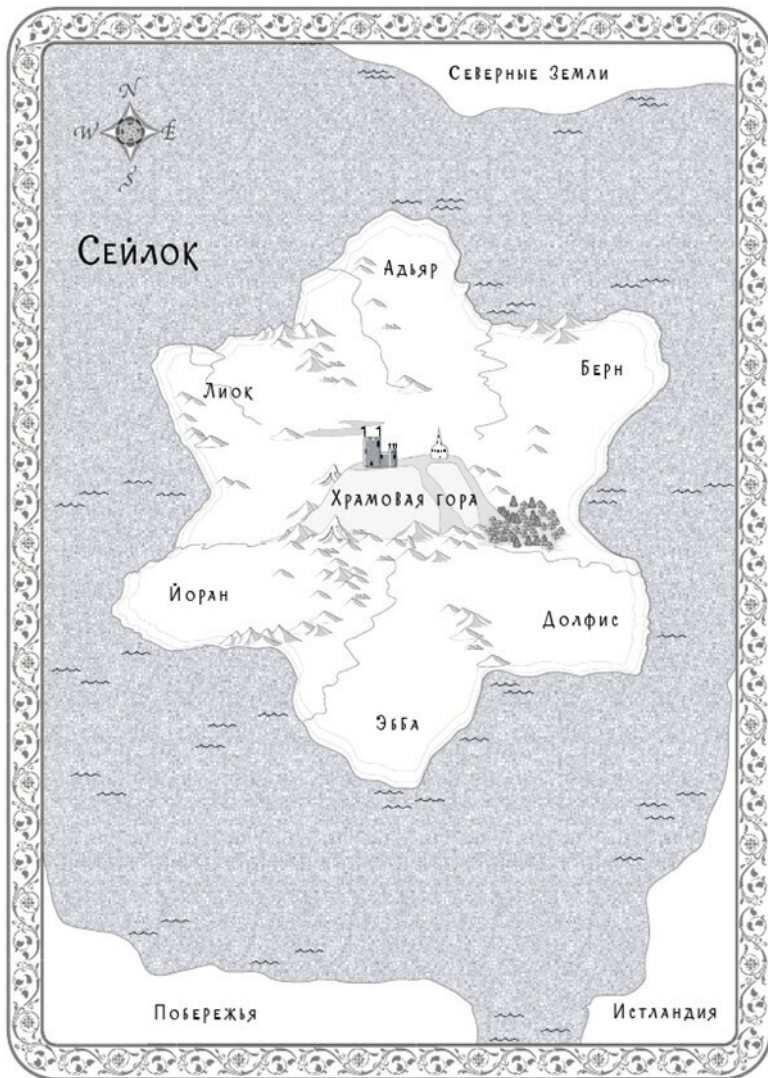 Северные Земли
N
W E
S
Сейлок
Адьяр
Берн
Лиок
Храмовая гора
Йоран
Долфис
Эбба
Побережья
Истландия